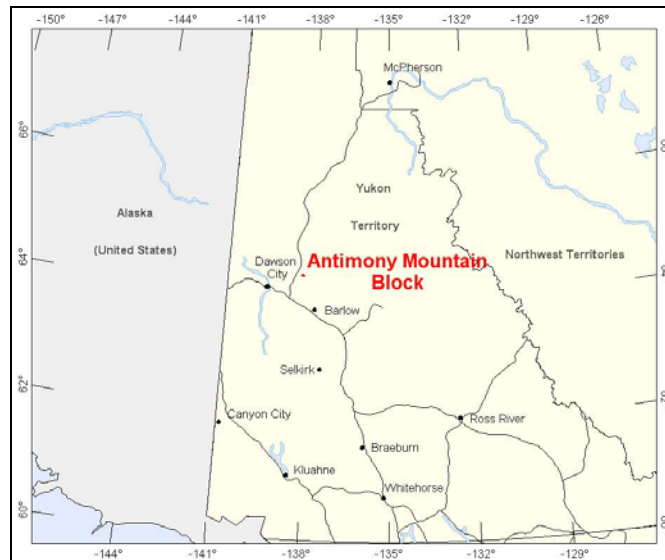 -150° -147° -144° -141° -138° -135° -132° -129° -126°
McPherson
66°
Yukon
Territory
Alaska
(United States)
Northwest Territories
64°
Dawson
City
Antimony Mountain
Block
Barlow
Selkirk
62°
Canyon City
Ross River
Braeburn
Kluahne
Whitehorse
60°
-144° -141° -138° -135° -132° -129°